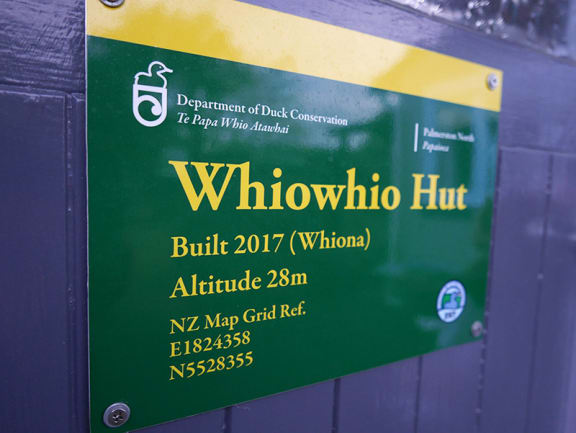 Department of Duck Conservation
Te Papa Whio Atawhai
Palmerston North
Papaioea
Whiowhio Hut
Built 2017 (Whiona)
Altitude 28m
NZ Map Grid Ref.
E1824358
N5528355